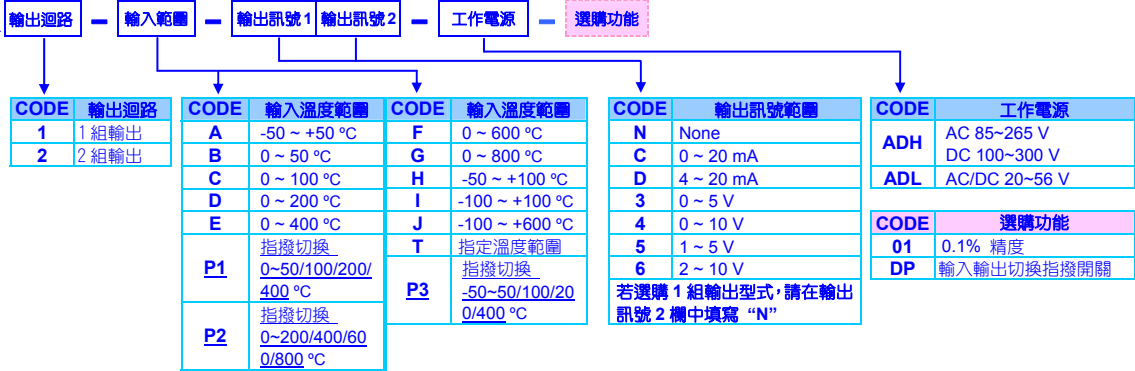 輸出迴路 － 輸入範圍 － 輸出訊號1 輸出訊號2 － 工作電源 － 選購功能
CODE 輸出迴路
1 1組輸出
2 2組輸出
CODE 輸入溫度範圍
A -50 ~ +50 ºC
B 0 ~ 50 ºC
C 0 ~ 100 ºC
D 0 ~ 200 ºC
E 0 ~ 400 ºC
P1 指撥切換
0~50/100/200/
400 ºC
P2 指撥切換
0~200/400/60
0/800 ºC
CODE 輸入溫度範圍
F 0 ~ 600 ºC
G 0 ~ 800 ºC
H -50 ~ +100 ºC
I -100 ~ +100 ºC
J -100 ~ +600 ºC
T 指定溫度範圍
P3 指撥切換
-50~50/100/20
0/400 ºC
CODE 輸出訊號範圍
N None
C 0 ~ 20 mA
D 4 ~ 20 mA
3 0 ~ 5 V
4 0 ~ 10 V
5 1 ~ 5 V
6 2 ~ 10 V
若選購 1 組輸出型式，請在輸出
訊號 2 欄中填寫 “N”
CODE 工作電源
ADH AC 85~265 V
DC 100~300 V
ADL AC/DC 20~56 V
CODE 選購功能
01 0.1% 精度
DP 輸入輸出切換指撥開關